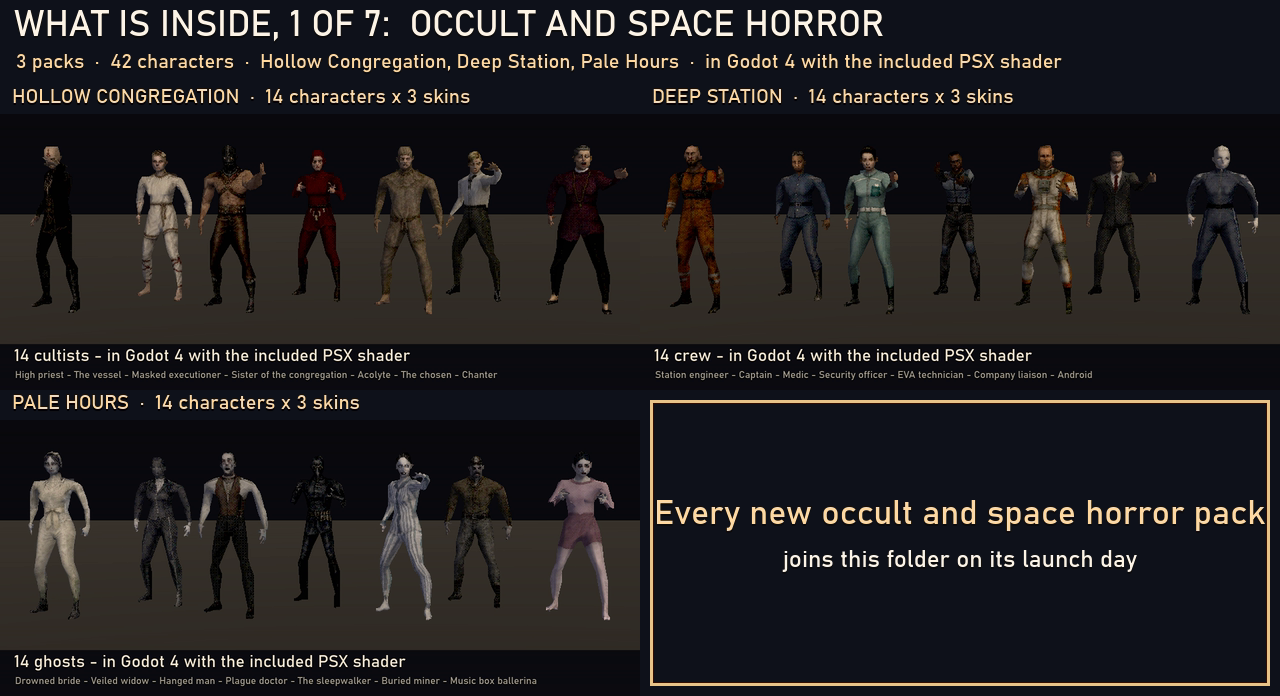 WHAT IS INSIDE, 1 OF 7: OCCULT AND SPACE HORROR
3 packs · 42 characters · Hollow Congregation, Deep Station, Pale Hours · in Godot 4 with the included PSX shader
HOLLOW CONGREGATION · 14 characters x 3 skins
14 cultists - in Godot 4 with the included PSX shader
High priest - The vessel - Masked executioner - Sister of the congregation - Acolyte - The chosen - Chanter
DEEP STATION · 14 characters x 3 skins
14 crew - in Godot 4 with the included PSX shader
Station engineer - Captain - Medic - Security officer - EVA technician - Company liaison - Android
PALE HOURS · 14 characters x 3 skins
14 ghosts - in Godot 4 with the included PSX shader
Drowned bride - Veiled widow - Hanged man - Plague doctor - The sleepwalker - Buried miner - Music box ballerina
Every new occult and space horror pack
joins this folder on its launch day